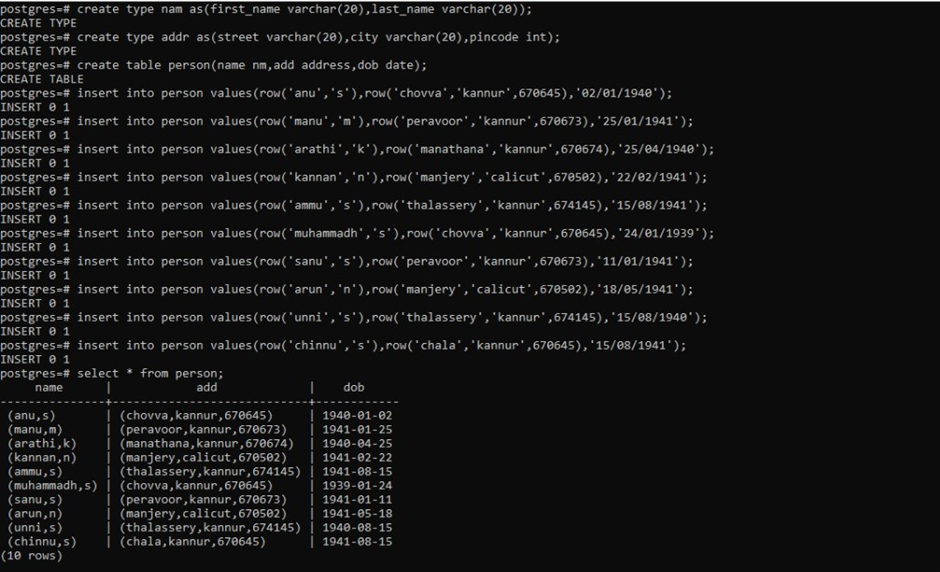 postgres=# create type nam as(first_name varchar(20),last_name varchar(20));
CREATE TYPE
postgres=# create type addr as(street varchar(20),city varchar(20),pincode int);
CREATE TYPE
postgres=# create table person(name nm,add address,dob date);
CREATE TABLE
postgres=# insert into person values(row('anu','s'),row('chovva','kannur',670645),'02/01/1940');
INSERT 0 1
postgres=# insert into person values(row('manu','m'),row('peravoor','kannur',670673),'25/01/1941');
INSERT 0 1
postgres=# insert into person values(row('arathi','k'),row('manathana','kannur',670674),'25/04/1940');
INSERT 0 1
postgres=# insert into person values(row('kannan','n'),row('manjery','calicut',670502),'22/02/1941');
INSERT 0 1
postgres=# insert into person values(row('ammu','s'),row('thalassery','kannur',674145),'15/08/1941');
INSERT 0 1
postgres=# insert into person values(row('muhammadh','s'),row('chovva','kannur',670645),'24/01/1939');
INSERT 0 1
postgres=# insert into person values(row('sanu','s'),row('peravoor','kannur',670673),'11/01/1941');
INSERT 0 1
postgres=# insert into person values(row('arun','n'),row('manjery','calicut',670502),'18/05/1941');
INSERT 0 1
postgres=# insert into person values(row('unni','s'),row('thalassery','kannur',674145),'15/08/1940');
INSERT 0 1
postgres=# insert into person values(row('chinnu','s'),row('chala','kannur',670645),'15/08/1941');
INSERT 0 1
postgres=# select * from person;
     name      |            add             |    dob
---------------+----------------------------+------------
 (anu,s)       | (chovva,kannur,670645)     | 1940-01-02
 (manu,m)      | (peravoor,kannur,670673)   | 1941-01-25
 (arathi,k)    | (manathana,kannur,670674)  | 1940-04-25
 (kannan,n)    | (manjery,calicut,670502)   | 1941-02-22
 (ammu,s)      | (thalassery,kannur,674145) | 1941-08-15
 (muhammadh,s) | (chovva,kannur,670645)     | 1939-01-24
 (sanu,s)      | (peravoor,kannur,670673)   | 1941-01-11
 (arun,n)      | (manjery,calicut,670502)   | 1941-05-18
 (unni,s)      | (thalassery,kannur,674145) | 1940-08-15
 (chinnu,s)    | (chala,kannur,670645)      | 1941-08-15
(10 rows)